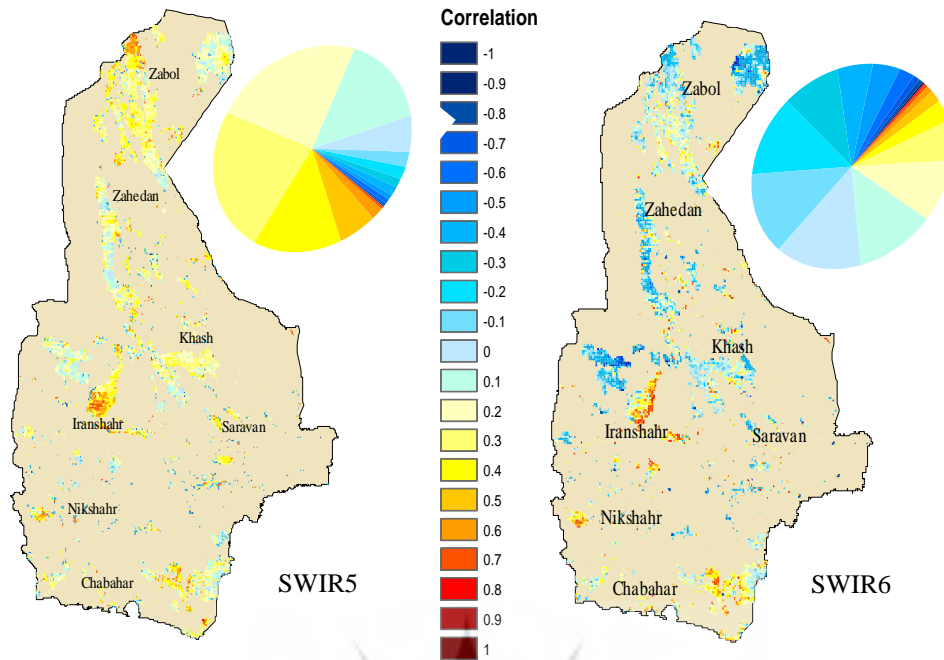 Correlation
-1
-0.9
-0.8
-0.7
-0.6
-0.5
-0.4
-0.3
-0.2
-0.1
0
0.1
0.2
0.3
0.4
0.5
0.6
0.7
0.8
0.9
1
Zabol
Zahedan
Khash
Iranshahr
Saravan
Nikshahr
Chabahar
SWIR5
Zabol
Zahedan
Khash
Iranshahr
Saravan
Nikshahr
Chabahar
SWIR6